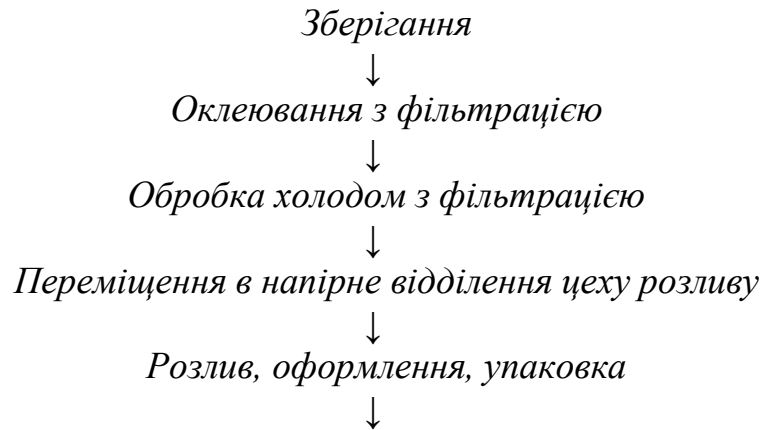 Зберігання
↓
Оклеювання з фільтрацією
↓
Обробка холодом з фільтрацією
↓
Переміщення в напірне відділення цеху розливу
↓
Розлив, оформлення, упаковка
↓